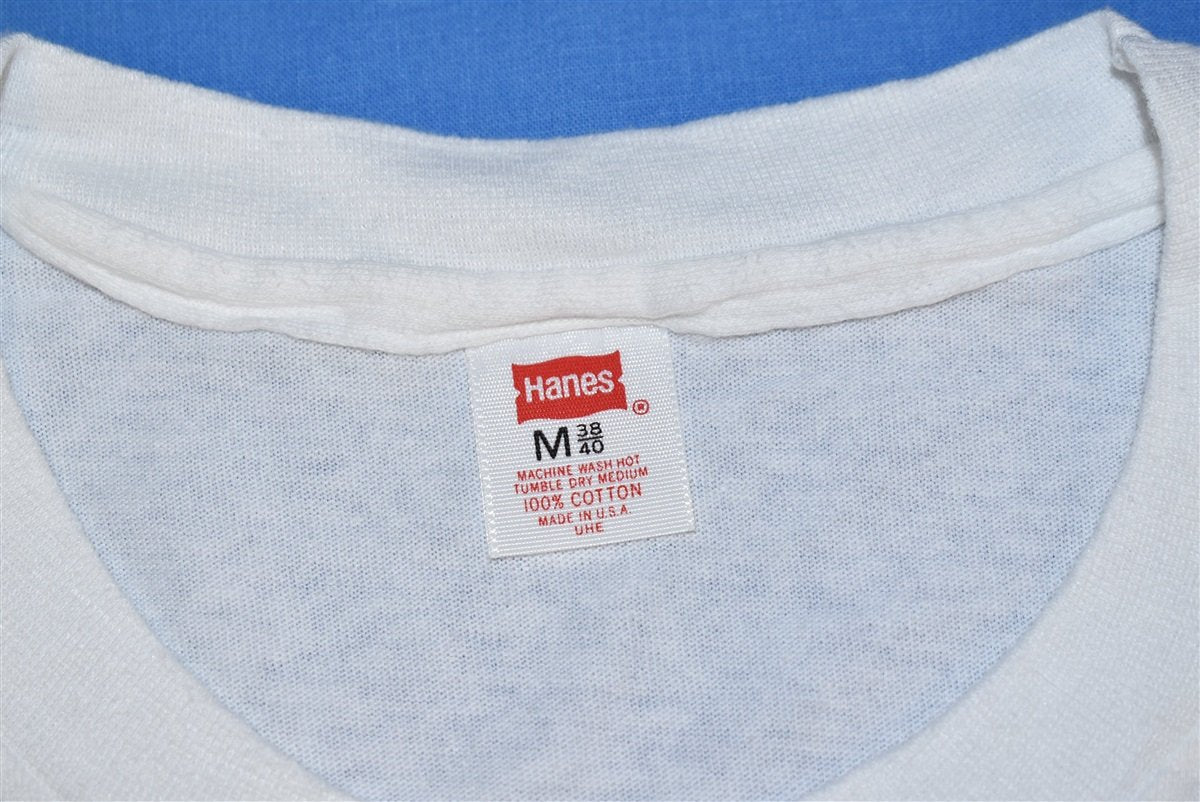 Hanes
®
M 38/40
MACHINE WASH HOT
TUMBLE DRY MEDIUM
100% COTTON
MADE IN U.S.A.
UHE